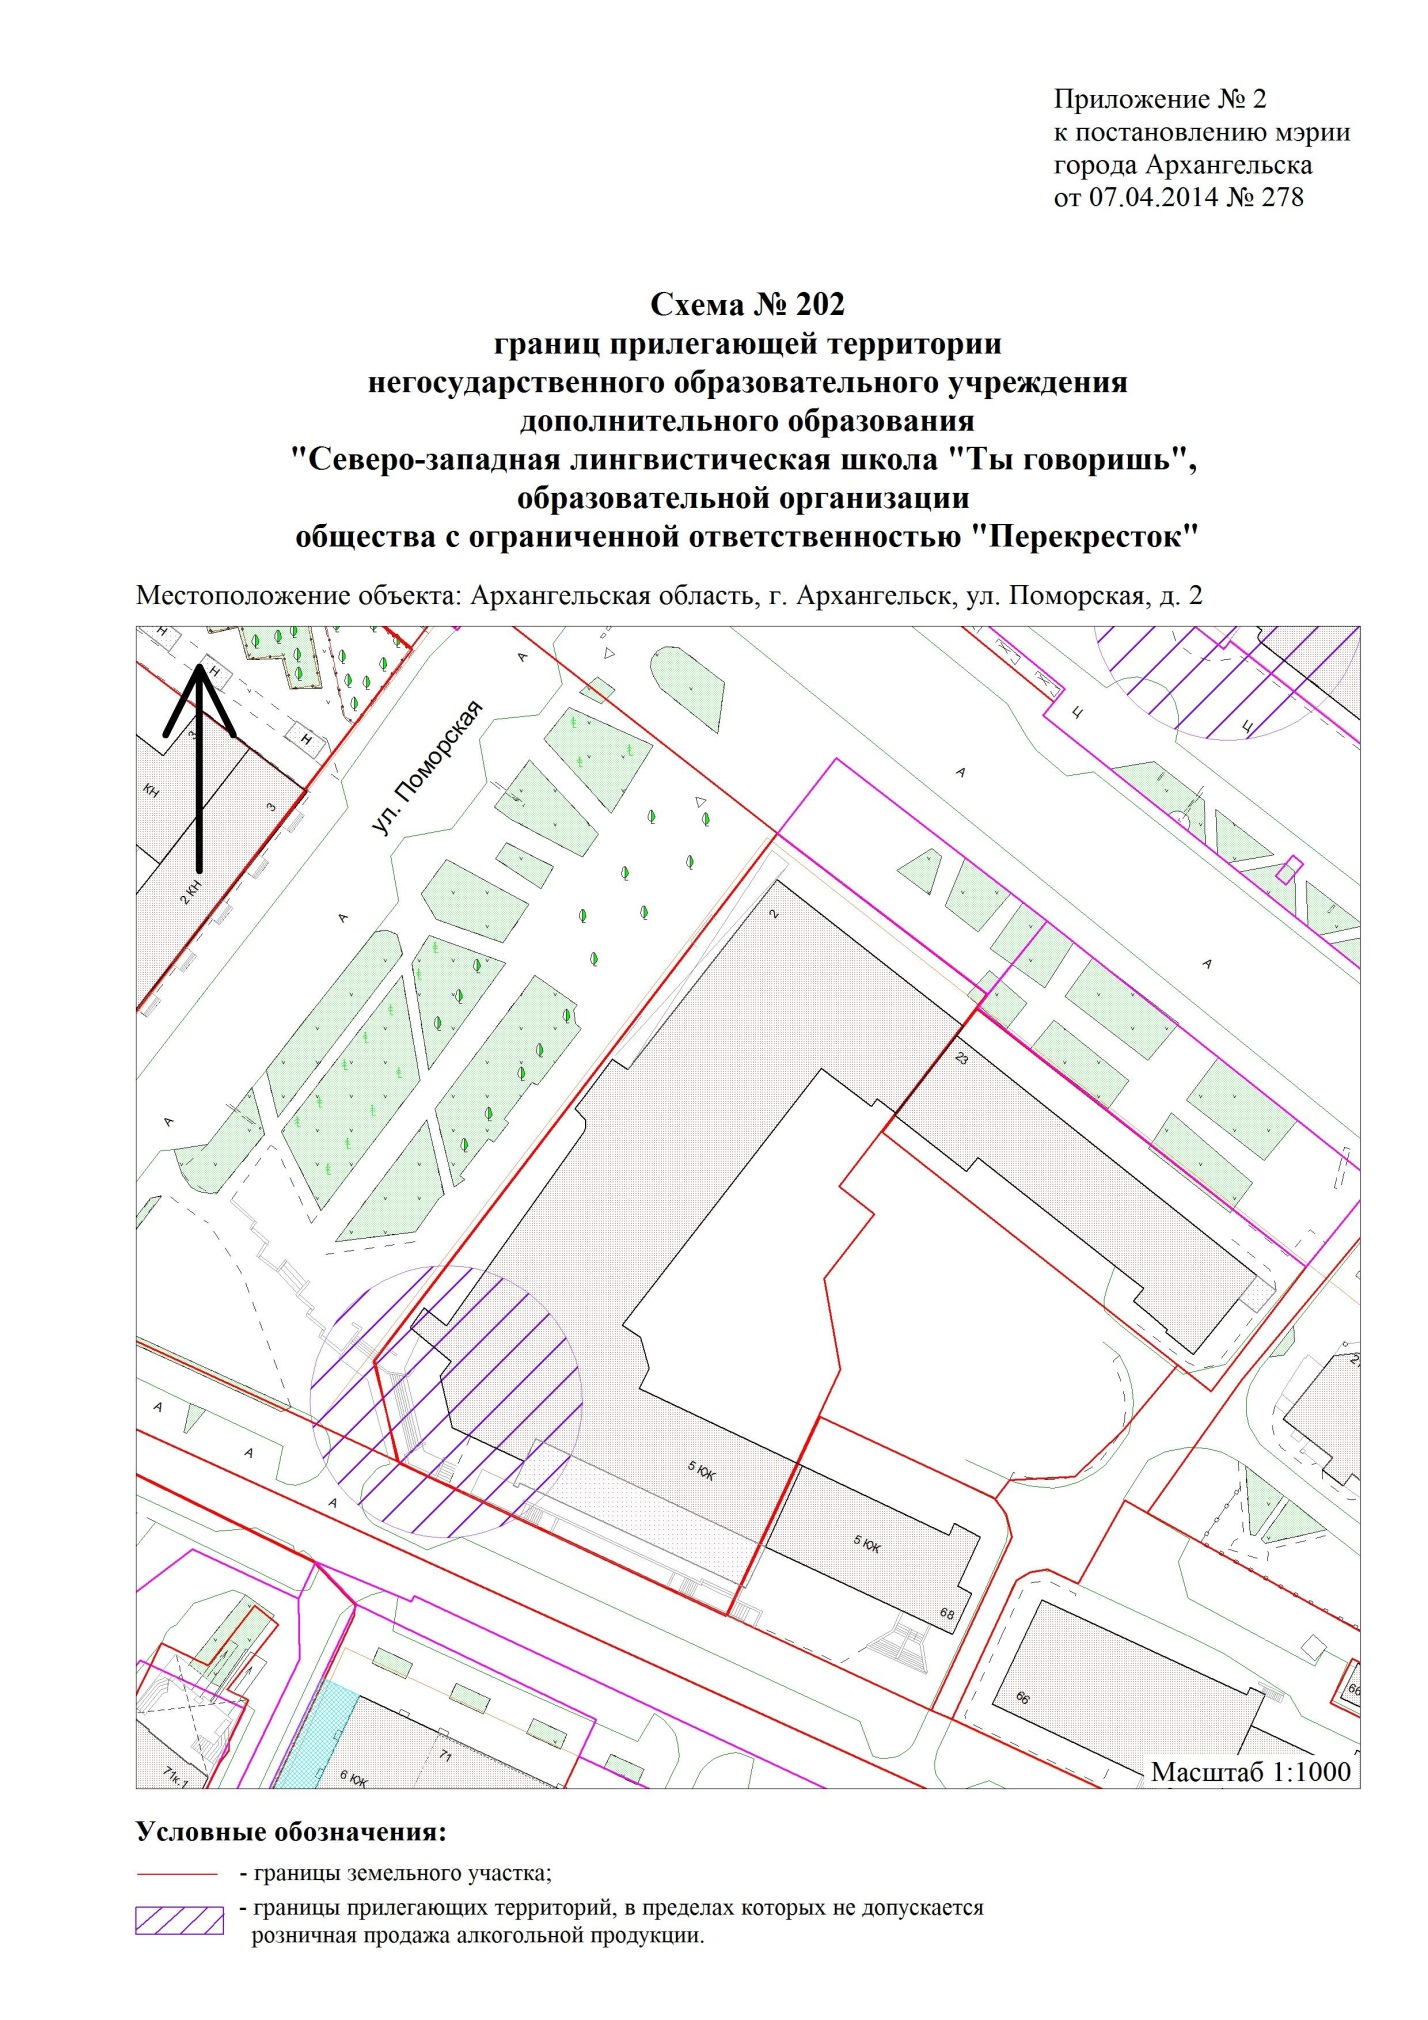 Приложение № 2
к постановлению мэрии
города Архангельска
от 07.04.2014 № 278
Схема № 202
границ прилегающей территории
негосударственного образовательного учреждения
дополнительного образования
"Северо-западная лингвистическая школа "Ты говоришь",
образовательной организации
общества с ограниченной ответственностью "Перекресток"
Местоположение объекта: Архангельская область, г. Архангельск, ул. Поморская, д. 2
Н
Н
Н
А
ул. Поморская
Ц
Ц
З
КН
3
2 КН
А
А
А
2
А
23
А
А
А
5 ЮЖ
5 ЮЖ
68
66
66
71
6 ЮЖ
71к.1
Масштаб 1:1000
Условные обозначения:
- границы земельного участка;
- границы прилегающих территорий, в пределах которых не допускается
розничная продажа алкогольной продукции.